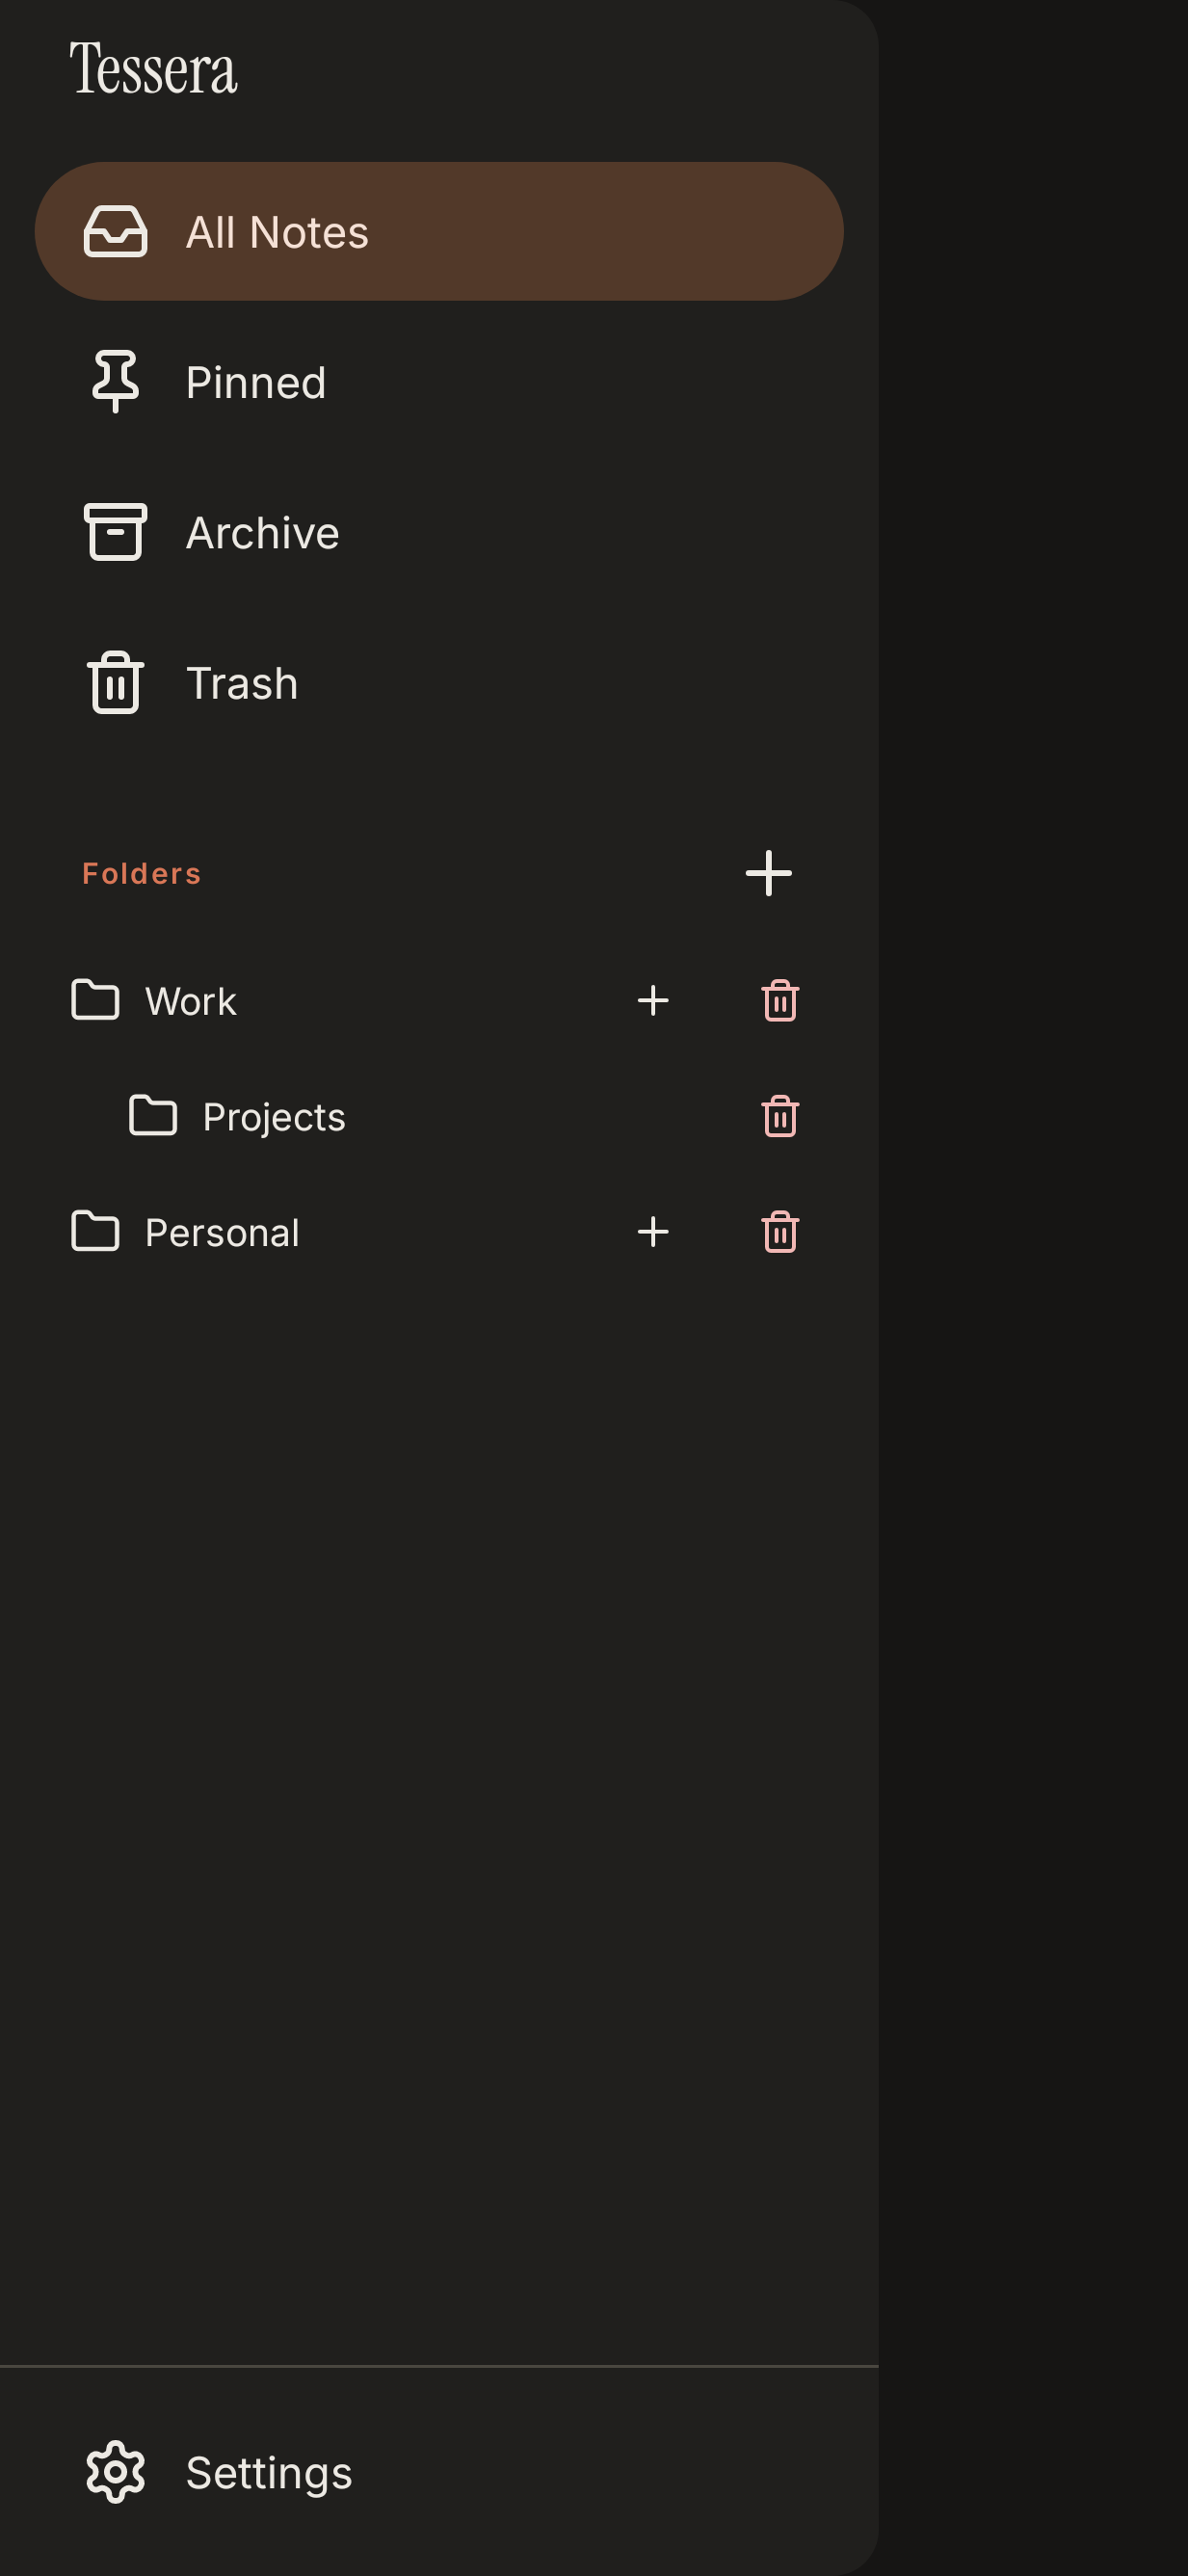 Tessera
All Notes
Pinned
Archive
Trash
Folders
Work
Projects
Personal
Settings